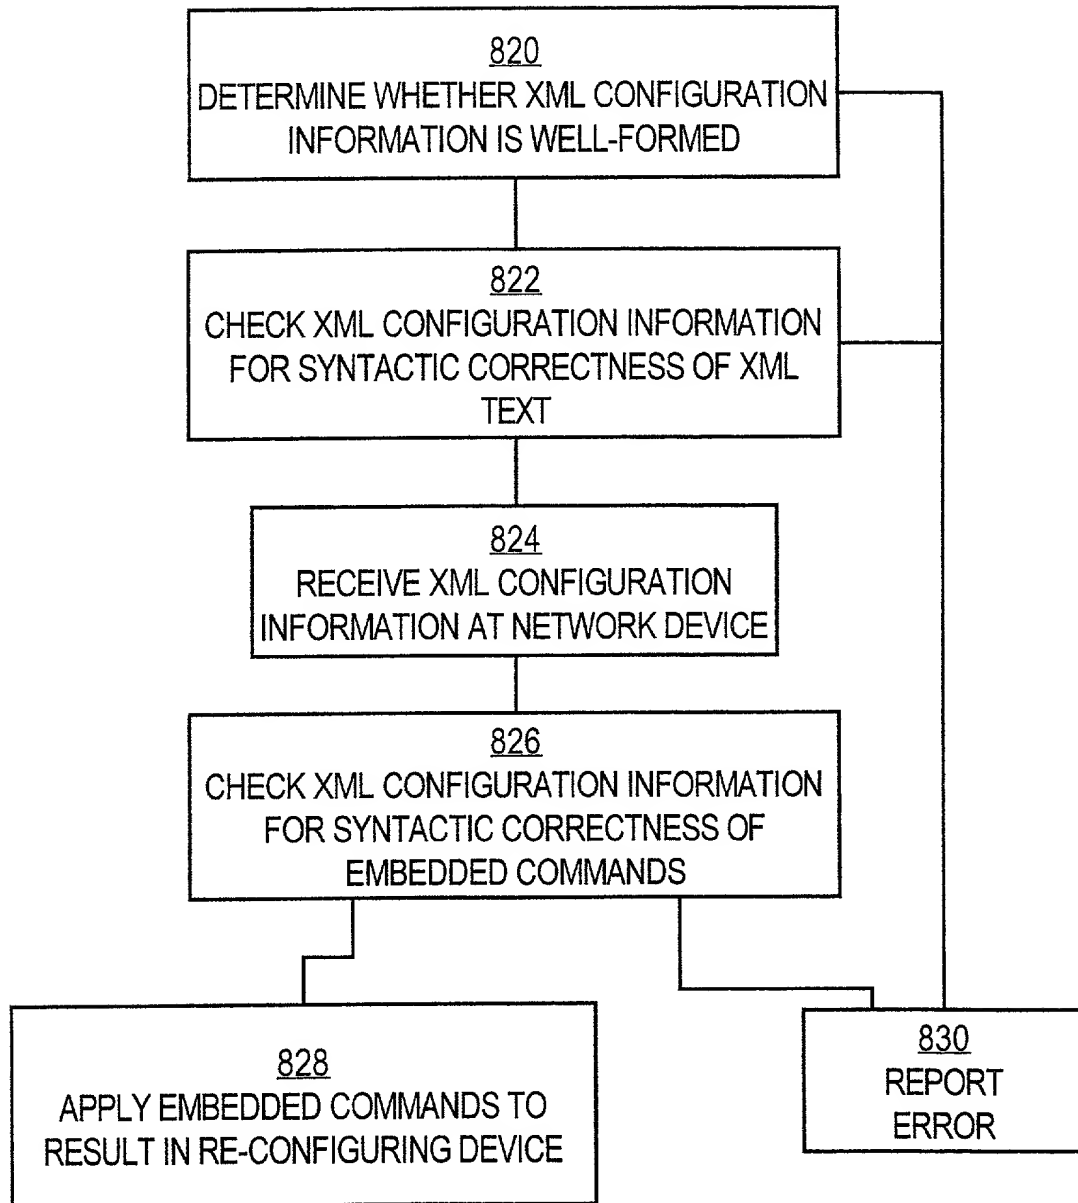 820
DETERMINE WHETHER XML CONFIGURATION
INFORMATION IS WELL-FORMED
822
CHECK XML CONFIGURATION INFORMATION
FOR SYNTACTIC CORRECTNESS OF XML
TEXT
824
RECEIVE XML CONFIGURATION
INFORMATION AT NETWORK DEVICE
826
CHECK XML CONFIGURATION INFORMATION
FOR SYNTACTIC CORRECTNESS OF
EMBEDDED COMMANDS
828
APPLY EMBEDDED COMMANDS TO
RESULT IN RE-CONFIGURING DEVICE
830
REPORT
ERROR